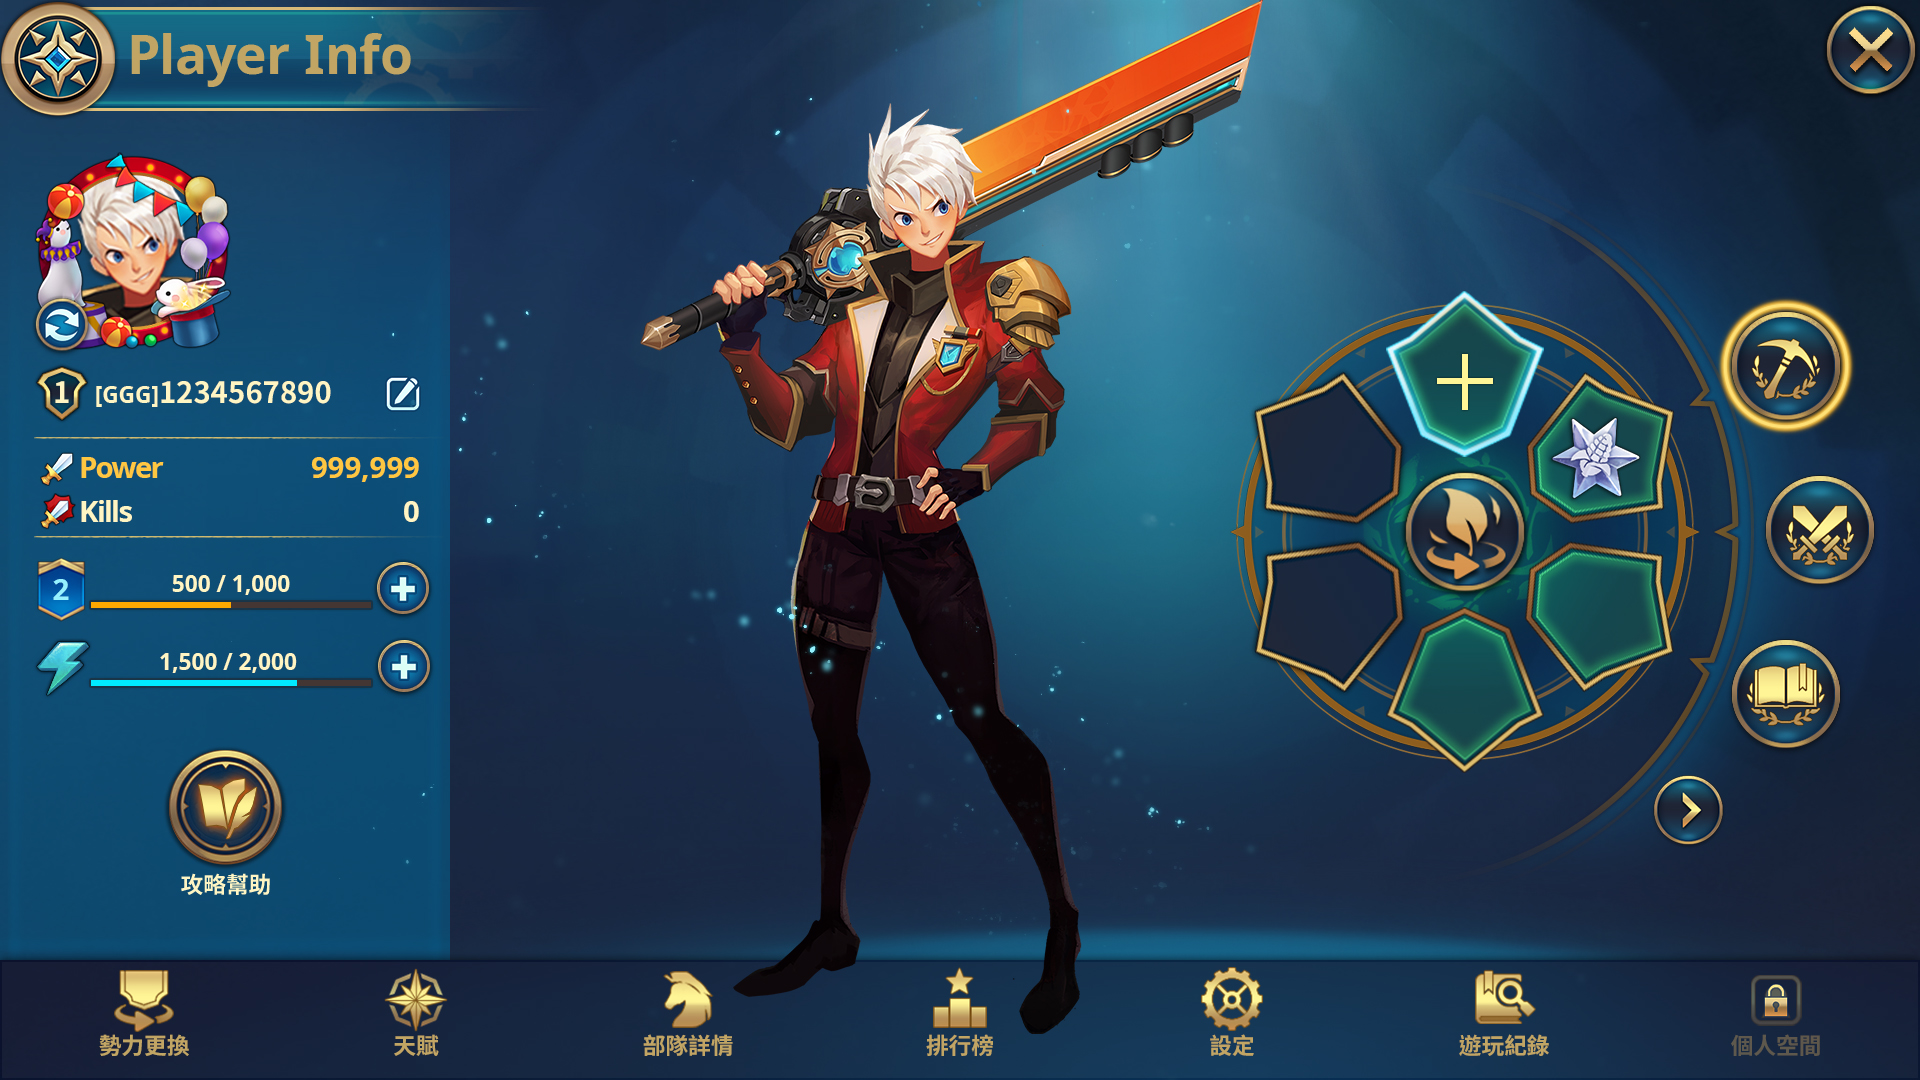 Player Info
1
[GGG]1234567890
Power 999,999
Kills 0
2
500 / 1,000
1,500 / 2,000
攻略幫助
勢力更換
天賦
部隊詳情
排行榜
設定
遊玩紀錄
個人空間